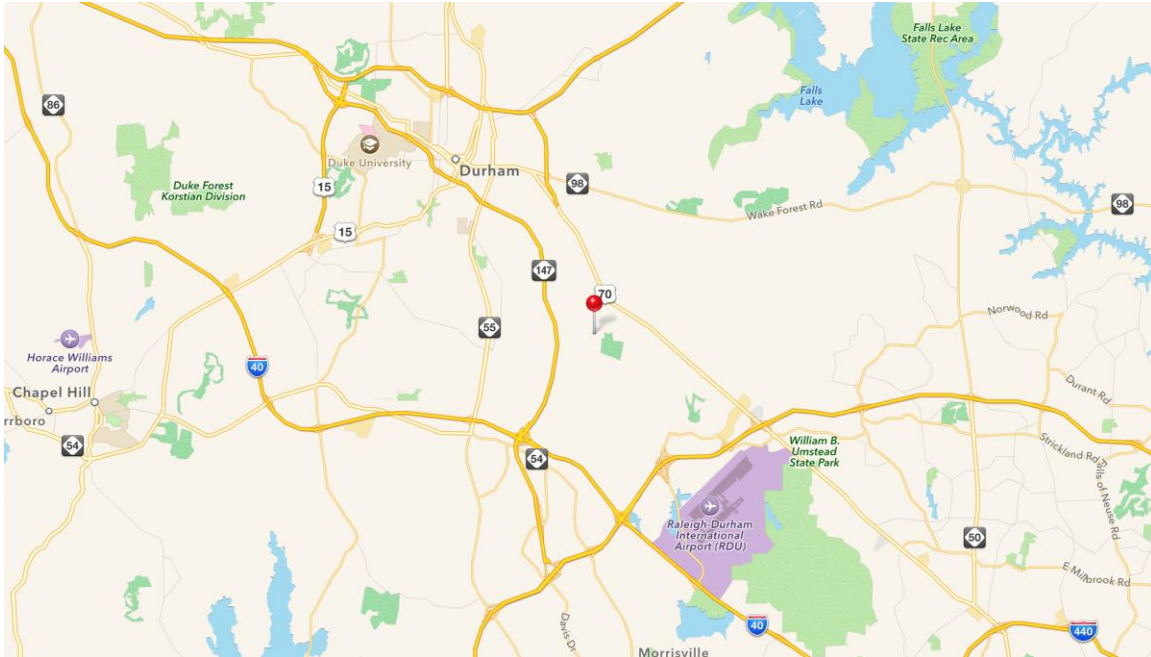 Falls Lake
State Rec Area
86
Falls
Lake
Duke University
Durham
Duke Forest
Korstian Division
15
98
Wake Forest Rd
98
15
147
70
Norwood Rd
55
Horace Williams
Airport
40
Chapel Hill
rrboro
Durant Rd
54
54
William B.
Umstead
State Park
Strickland Rd
lls of Neuse Rd
Raleigh-Durham
International
Airport (RDU)
50
E Millbrook Rd
Davis Dr
40
440
Morrisville